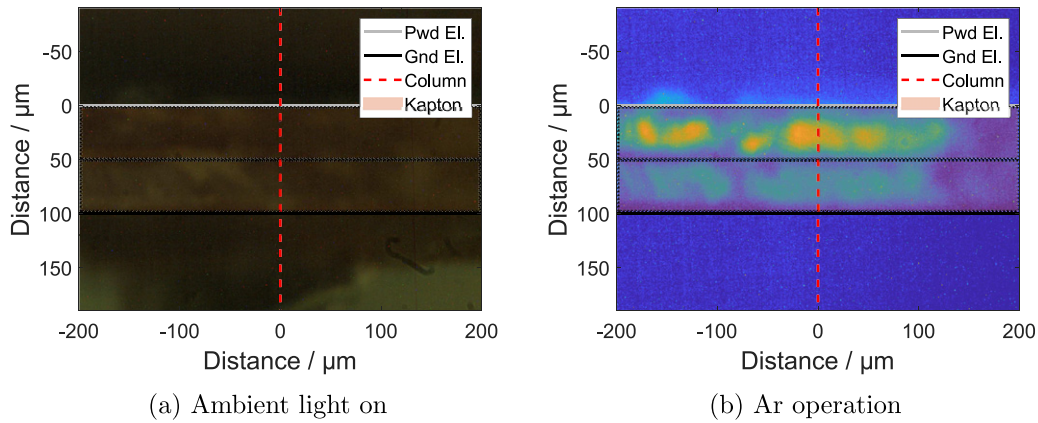 -50
0
50
100
150
Distance / µm
-200
-100
0
100
200
Distance / µm
Pwd El.
Gnd El.
Column
Kapton
(a) Ambient light on
-50
0
50
100
150
Distance / µm
-200
-100
0
100
200
Distance / µm
Pwd El.
Gnd El.
Column
Kapton
(b) Ar operation